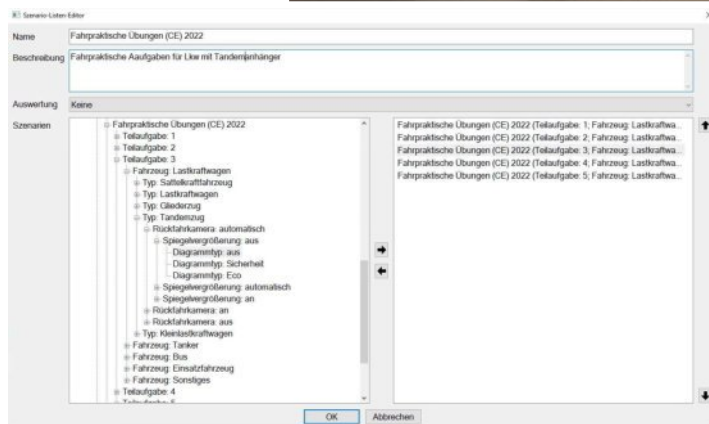 Szenario-Listen-Editor
Name
Fahrpraktische Übungen (CE) 2022
Beschreibung
Fahrpraktische Aaufgaben für Lkw mit Tandemanhänger
Auswertung
Keine
Szenarien
Fahrpraktische Übungen (CE) 2022
Teilaufgabe: 1
Teilaufgabe: 2
Teilaufgabe: 3
Fahrzeug: Lastkraftwagen
Typ: Sattelkraftfahrzeug
Typ: Lastkraftwagen
Typ: Gliederzug
Typ: Tandemzug
Rückfahrkamera: automatisch
Spiegelvergrößerung: aus
Diagrammtyp: aus
Diagrammtyp: Sicherheit
Diagrammtyp: Eco
Spiegelvergrößerung: automatisch
Spiegelvergrößerung: an
Rückfahrkamera: an
Rückfahrkamera: aus
Typ: Kleinlastkraftwagen
Fahrzeug: Tanker
Fahrzeug: Bus
Fahrzeug: Einsatzfahrzeug
Fahrzeug: Sonstiges
Teilaufgabe: 4
Teilaufgabe: 5
Fahrpraktische Übungen (CE) 2022 (Teilaufgabe: 1; Fahrzeug: Lastkraftwa...
Fahrpraktische Übungen (CE) 2022 (Teilaufgabe: 2; Fahrzeug: Lastkraftwa...
Fahrpraktische Übungen (CE) 2022 (Teilaufgabe: 3; Fahrzeug: Lastkraftwa...
Fahrpraktische Übungen (CE) 2022 (Teilaufgabe: 4; Fahrzeug: Lastkraftwa...
Fahrpraktische Übungen (CE) 2022 (Teilaufgabe: 5; Fahrzeug: Lastkraftwa...
OK
Abbrechen